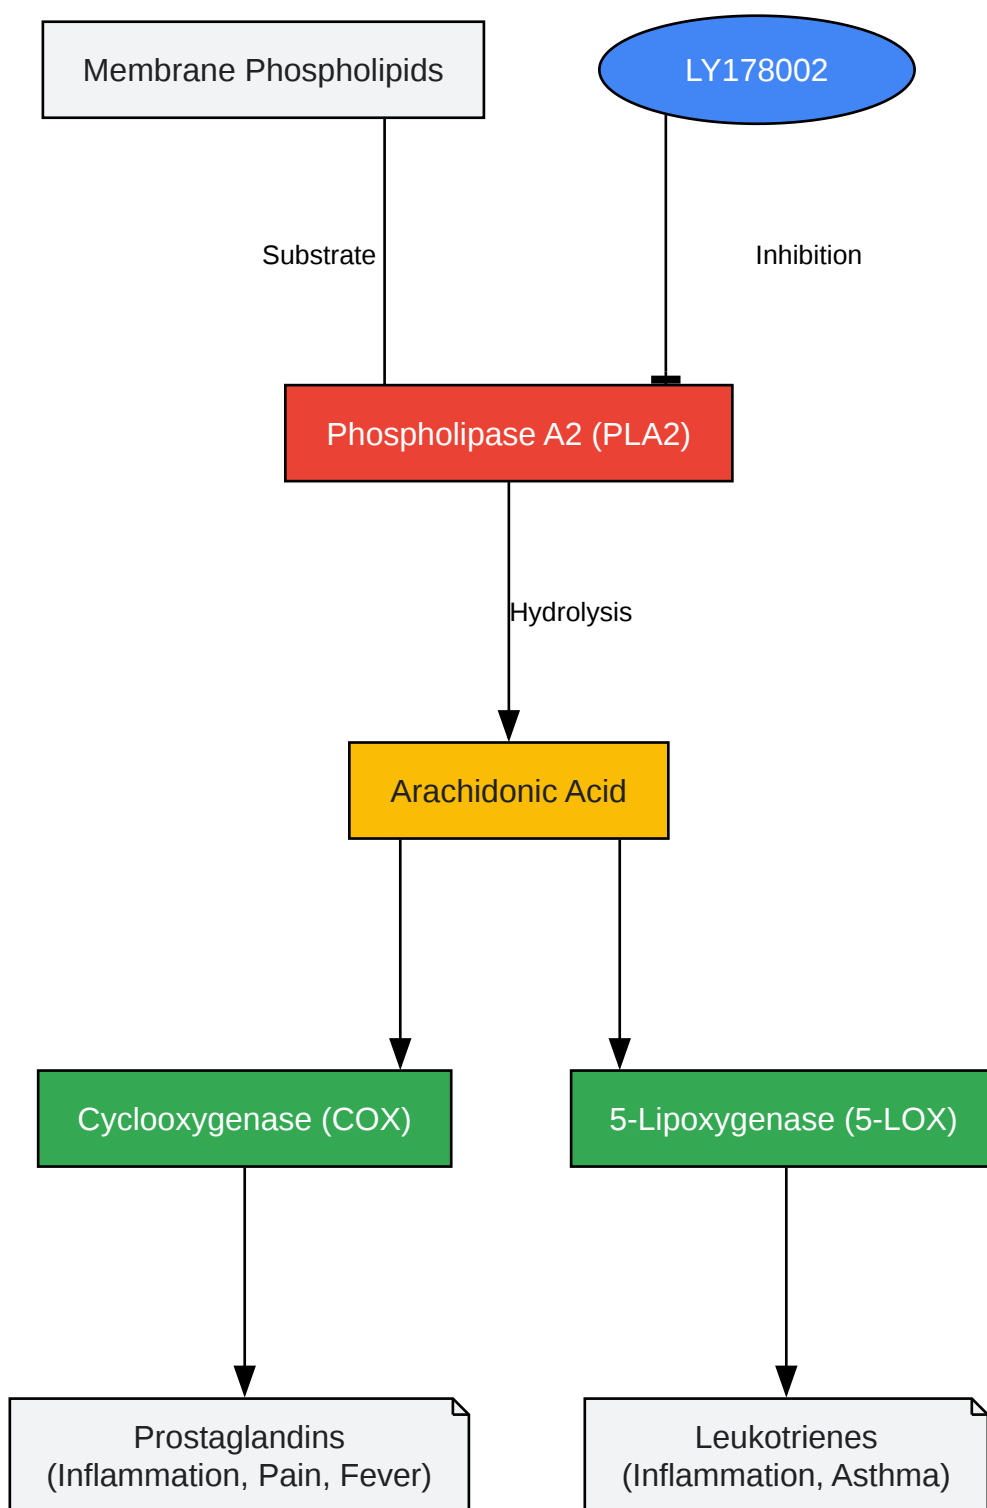 Membrane Phospholipids
LY178002
Substrate
Inhibition
Phospholipase A2 (PLA2)
Hydrolysis
Arachidonic Acid
Cyclooxygenase (COX)
5-Lipoxygenase (5-LOX)
Prostaglandins
(Inflammation, Pain, Fever)
Leukotrienes
(Inflammation, Asthma)